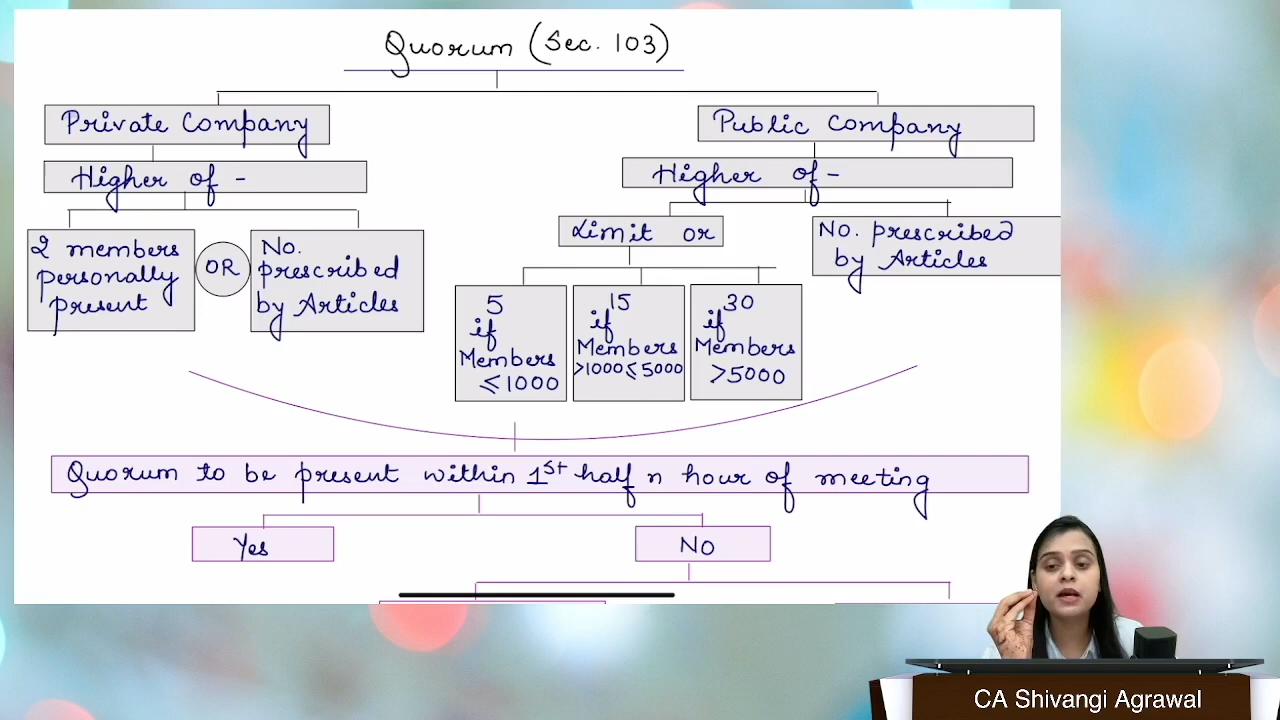 Quorum (Sec. 103)
Private Company
Higher of -
2 members
personally
present
OR
No.
prescribed
by Articles
Public Company
Higher of -
Limit or
No. prescribed
by Articles
5
if
Members
≤1000
15
if
Members
>1000≤5000
30
if
Members
>5000
Quorum to be present within 1st half n hour of meeting
Yes
NO
CA Shivangi Agrawal